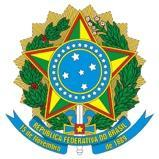 REPÚBLICA FEDERATIVA DO BRASIL
15 de Novembro
de 1889